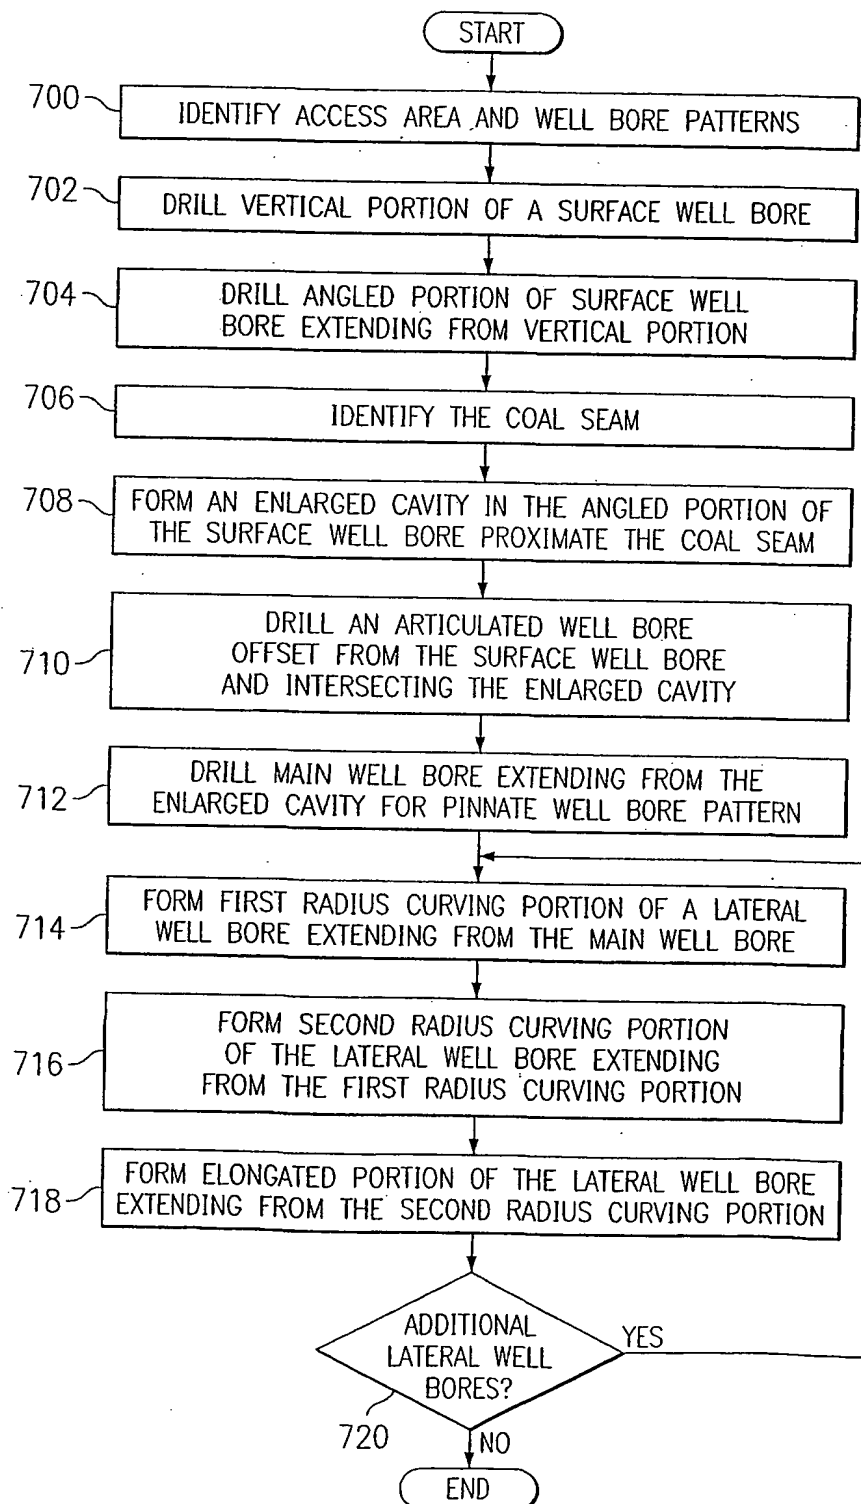 START
700
IDENTIFY ACCESS AREA AND WELL BORE PATTERNS
702
DRILL VERTICAL PORTION OF A SURFACE WELL BORE
704
DRILL ANGLED PORTION OF SURFACE WELL
BORE EXTENDING FROM VERTICAL PORTION
706
IDENTIFY THE COAL SEAM
708
FORM AN ENLARGED CAVITY IN THE ANGLED PORTION OF
THE SURFACE WELL BORE PROXIMATE THE COAL SEAM
710
DRILL AN ARTICULATED WELL BORE
OFFSET FROM THE SURFACE WELL BORE
AND INTERSECTING THE ENLARGED CAVITY
712
DRILL MAIN WELL BORE EXTENDING FROM THE
ENLARGED CAVITY FOR PINNATE WELL BORE PATTERN
714
FORM FIRST RADIUS CURVING PORTION OF A LATERAL
WELL BORE EXTENDING FROM THE MAIN WELL BORE
716
FORM SECOND RADIUS CURVING PORTION
OF THE LATERAL WELL BORE EXTENDING
FROM THE FIRST RADIUS CURVING PORTION
718
FORM ELONGATED PORTION OF THE LATERAL WELL BORE
EXTENDING FROM THE SECOND RADIUS CURVING PORTION
ADDITIONAL
LATERAL WELL
BORES?
YES
720
NO
END